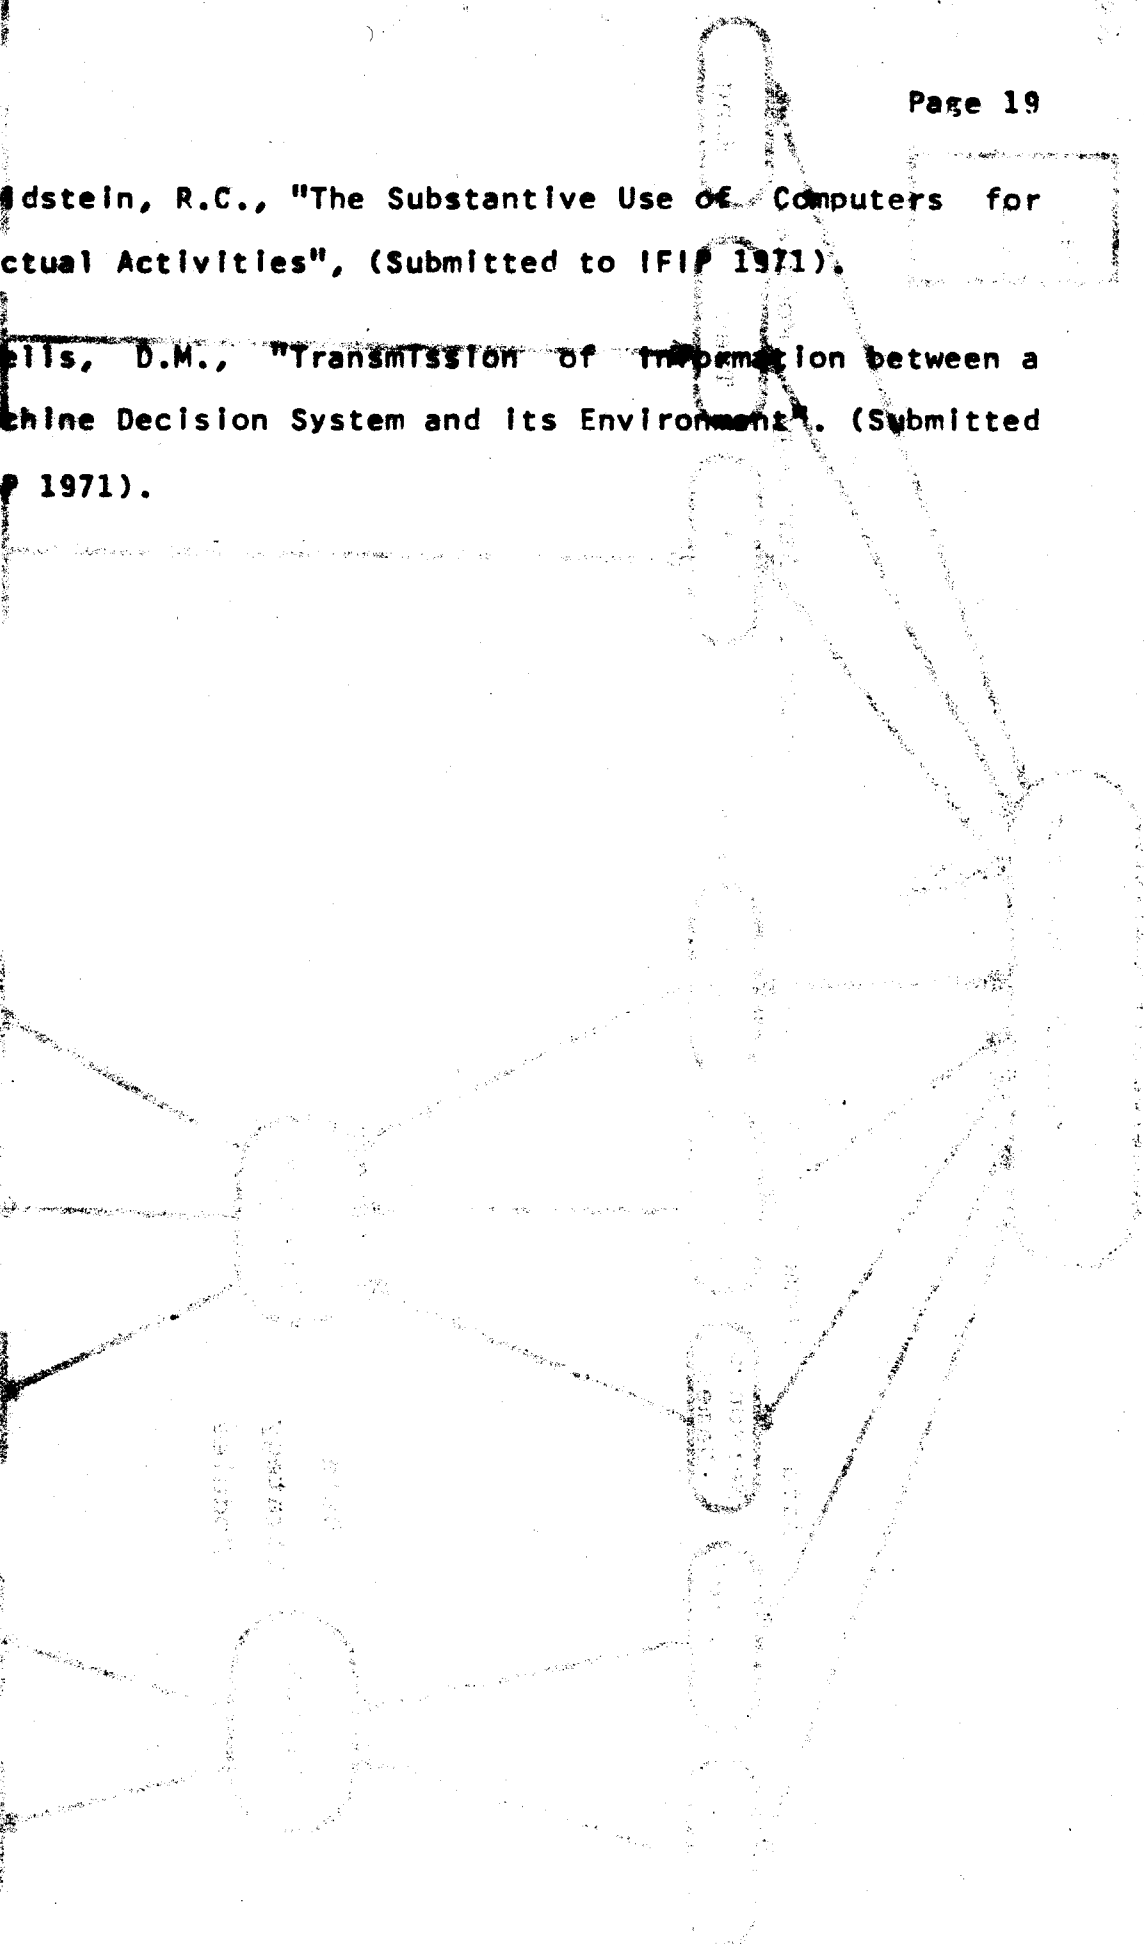 Page 19
dstein, R.C., "The Substantive Use of Computers for
ctual Activities", (Submitted to IFIP 1971).
ells, D.M., "Transmission of Information between a
chine Decision System and its Environment". (Submitted
P 1971).